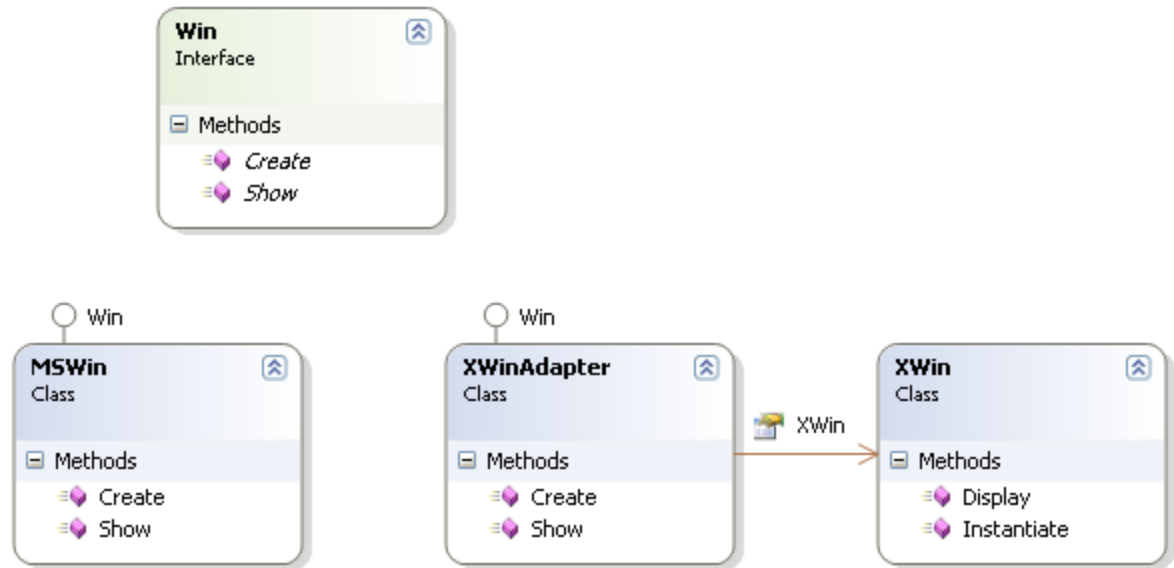 Win
Interface
Methods
Create
Show
Win
MSWin
Class
Methods
Create
Show
Win
XWinAdapter
Class
Methods
Create
Show
XWin
XWin
Class
Methods
Display
Instantiate